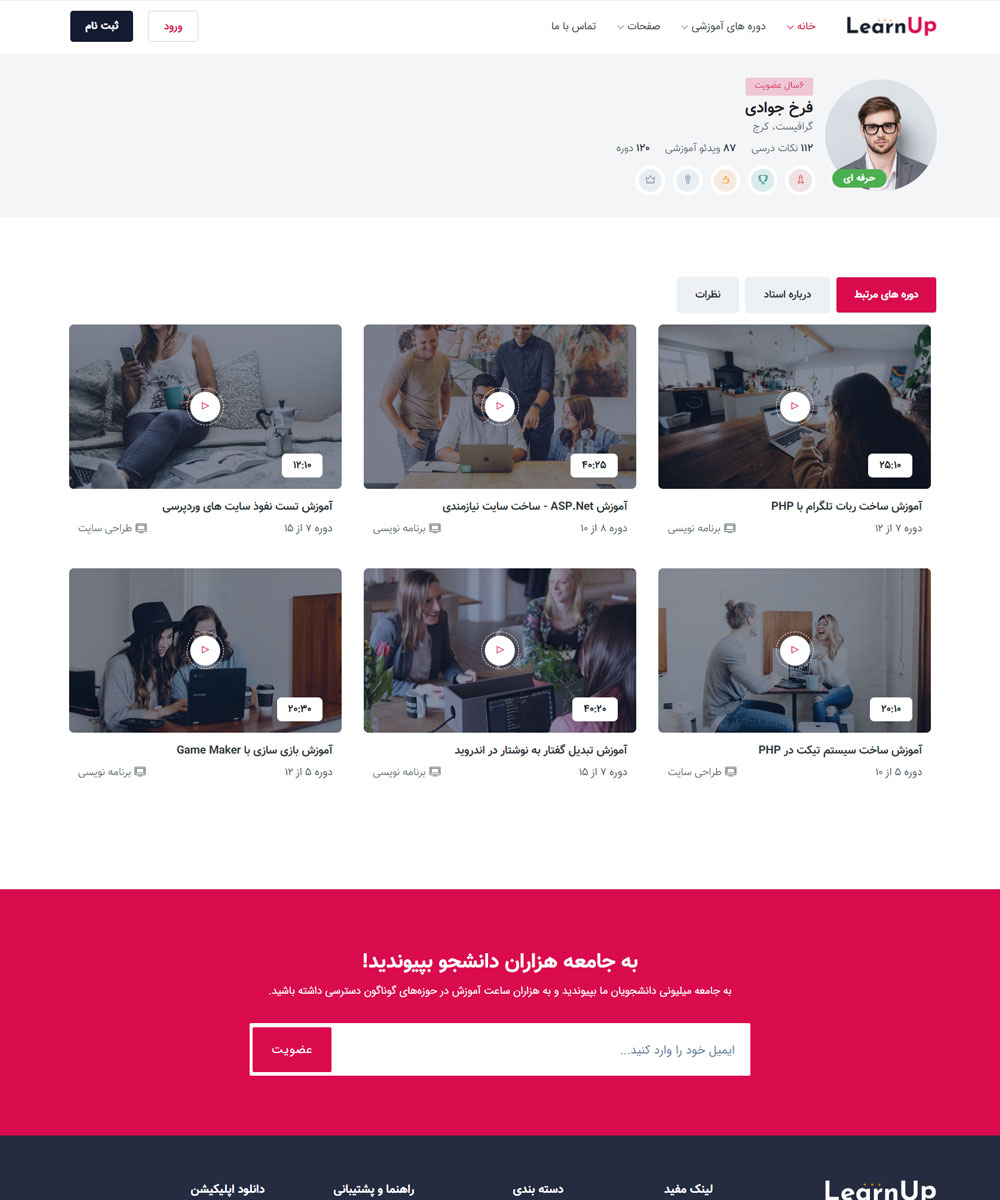 LearnUp
خانه
دوره های آموزشی
صفحات
تماس با ما
ورود
ثبت نام
۶سال عضویت
فرخ جوادی
گرافیست، کرج
۱۱۲ نکات درسی ۸۷ ویدئو آموزشی ۱۲۰ دوره
حرفه ای
دوره های مرتبط
درباره استاد
نظرات
۲۵:۱۰
آموزش ساخت ربات تلگرام با PHP
دوره ۷ از ۱۲ برنامه نویسی
۴۰:۲۵
آموزش ASP.Net - ساخت سایت نیازمندی
دوره ۸ از ۱۰ برنامه نویسی
۱۲:۱۰
آموزش تست نفوذ سایت های وردپرسی
دوره ۷ از ۱۵ طراحی سایت
۲۰:۱۰
آموزش ساخت سیستم تیکت در PHP
دوره ۵ از ۱۰ طراحی سایت
۴۰:۲۰
آموزش تبدیل گفتار به نوشتار در اندروید
دوره ۷ از ۱۵ برنامه نویسی
۲۰:۳۰
آموزش بازی سازی با Game Maker
دوره ۵ از ۱۲ برنامه نویسی
به جامعه هزاران دانشجو بپیوندید!
به جامعه میلیونی دانشجویان ما بپیوندید و به هزاران ساعت آموزش در حوزه‌های گوناگون دسترسی داشته باشید.
ایمیل خود را وارد کنید...
عضویت
LearnUp
لینک مفید
دسته بندی
راهنما و پشتیبانی
دانلود اپلیکیشن